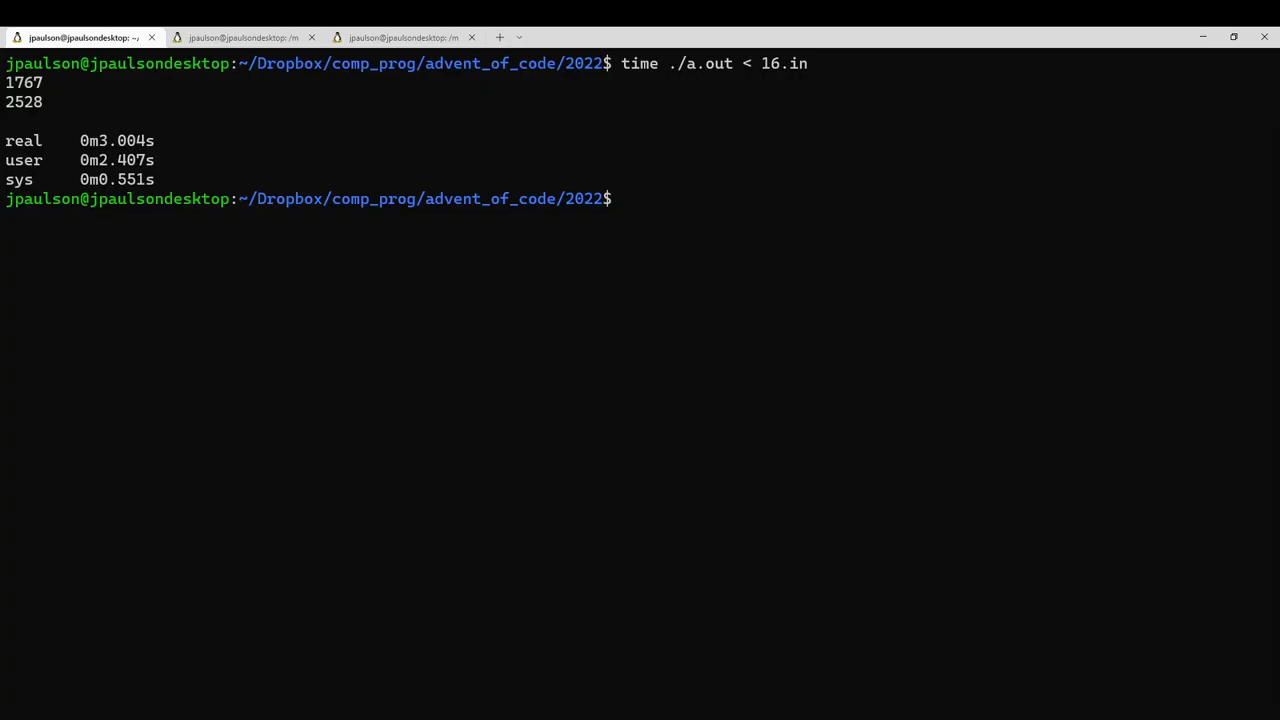 jpaulson@jpaulsondesktop: ~/ jpaulson@jpaulsondesktop: /m jpaulson@jpaulsondesktop: /m
jpaulson@jpaulsondesktop:~/Dropbox/comp_prog/advent_of_code/2022$ time ./a.out < 16.in
1767
2528
real 0m3.004s
user 0m2.407s
sys 0m0.551s
jpaulson@jpaulsondesktop:~/Dropbox/comp_prog/advent_of_code/2022$